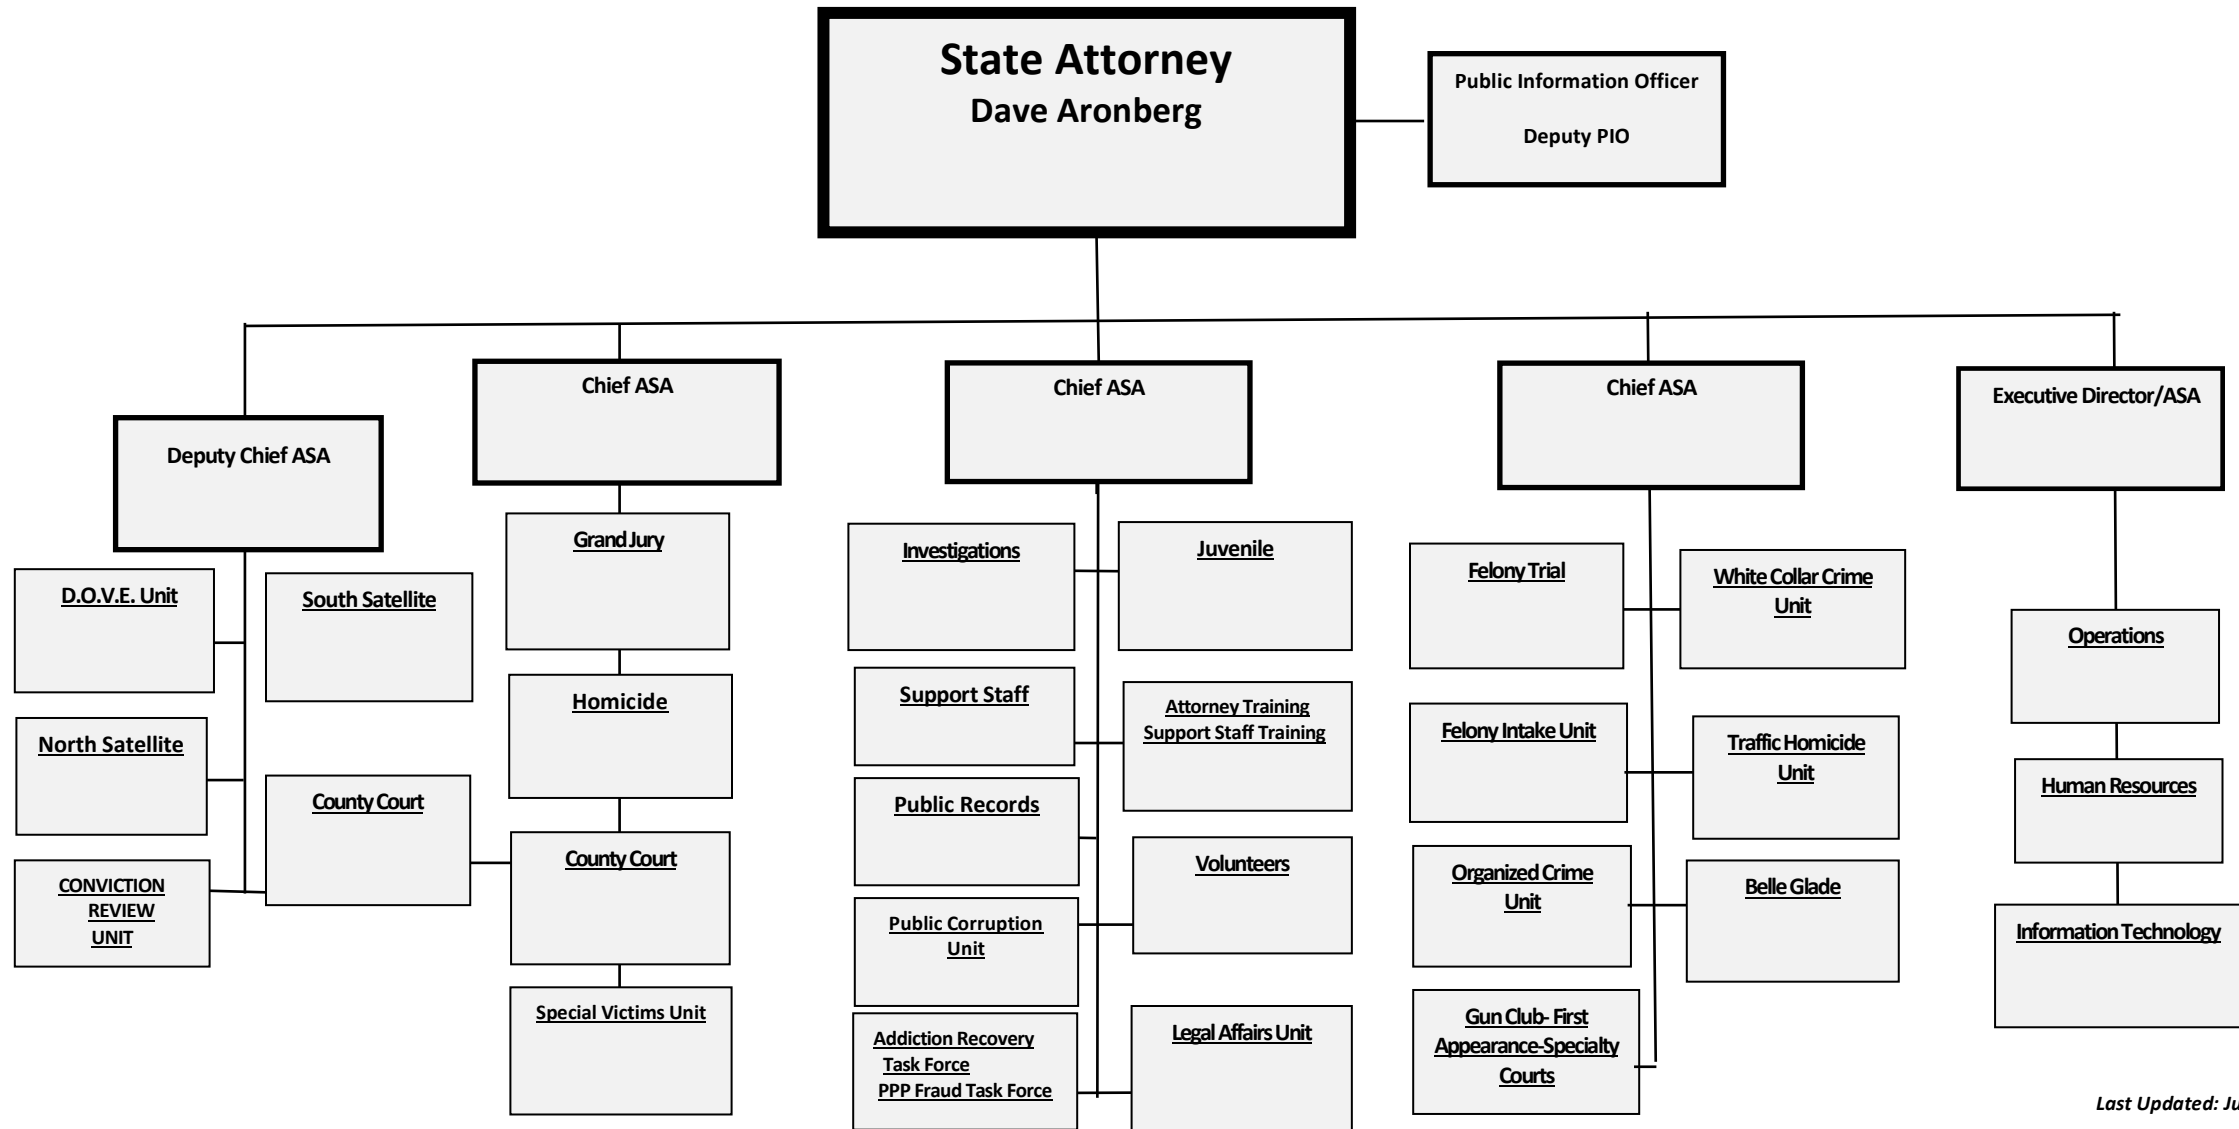 State Attorney
Dave Aronberg
Public Information Officer
Deputy PIO
Deputy Chief ASA
Chief ASA
Chief ASA
Chief ASA
Executive Director/ASA
D.O.V.E. Unit
South Satellite
North Satellite
County Court
CONVICTION
REVIEW
UNIT
Grand Jury
Homicide
County Court
Special Victims Unit
Investigations
Juvenile
Support Staff
Attorney Training
Support Staff Training
Public Records
Volunteers
Public Corruption
Unit
Addiction Recovery
Task Force
PPP Fraud Task Force
Legal Affairs Unit
Felony Trial
White Collar Crime
Unit
Felony Intake Unit
Traffic Homicide
Unit
Organized Crime
Unit
Belle Glade
Gun Club- First
Appearance-Specialty
Courts
Operations
Human Resources
Information Technology
Last Updated: